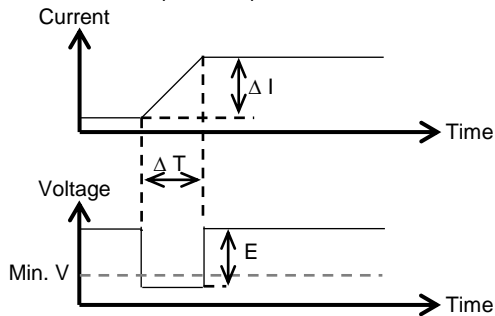 Current
Δ I
Time
Δ T
Voltage
E
Min. V
Time